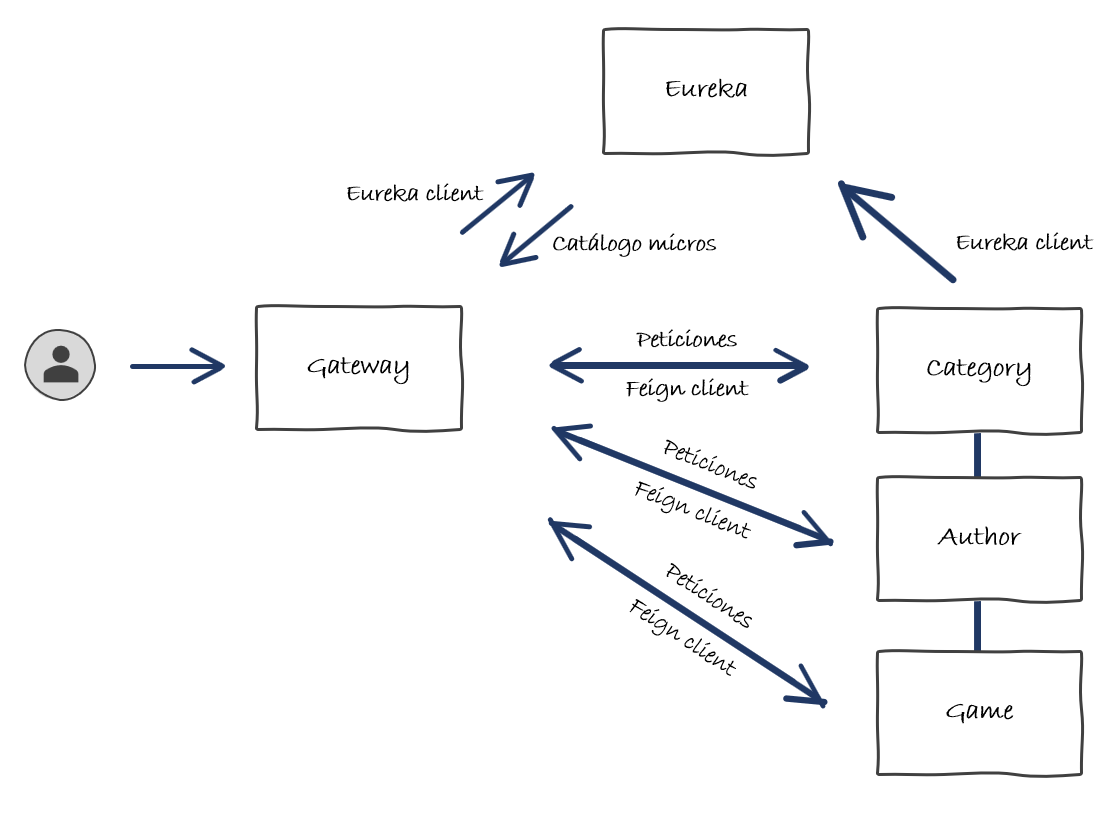 Eureka
Eureka client
Catálogo micros
Eureka client
Gateway
Peticiones
Feign client
Category
Peticiones
Feign client
Author
Peticiones
Feign client
Game